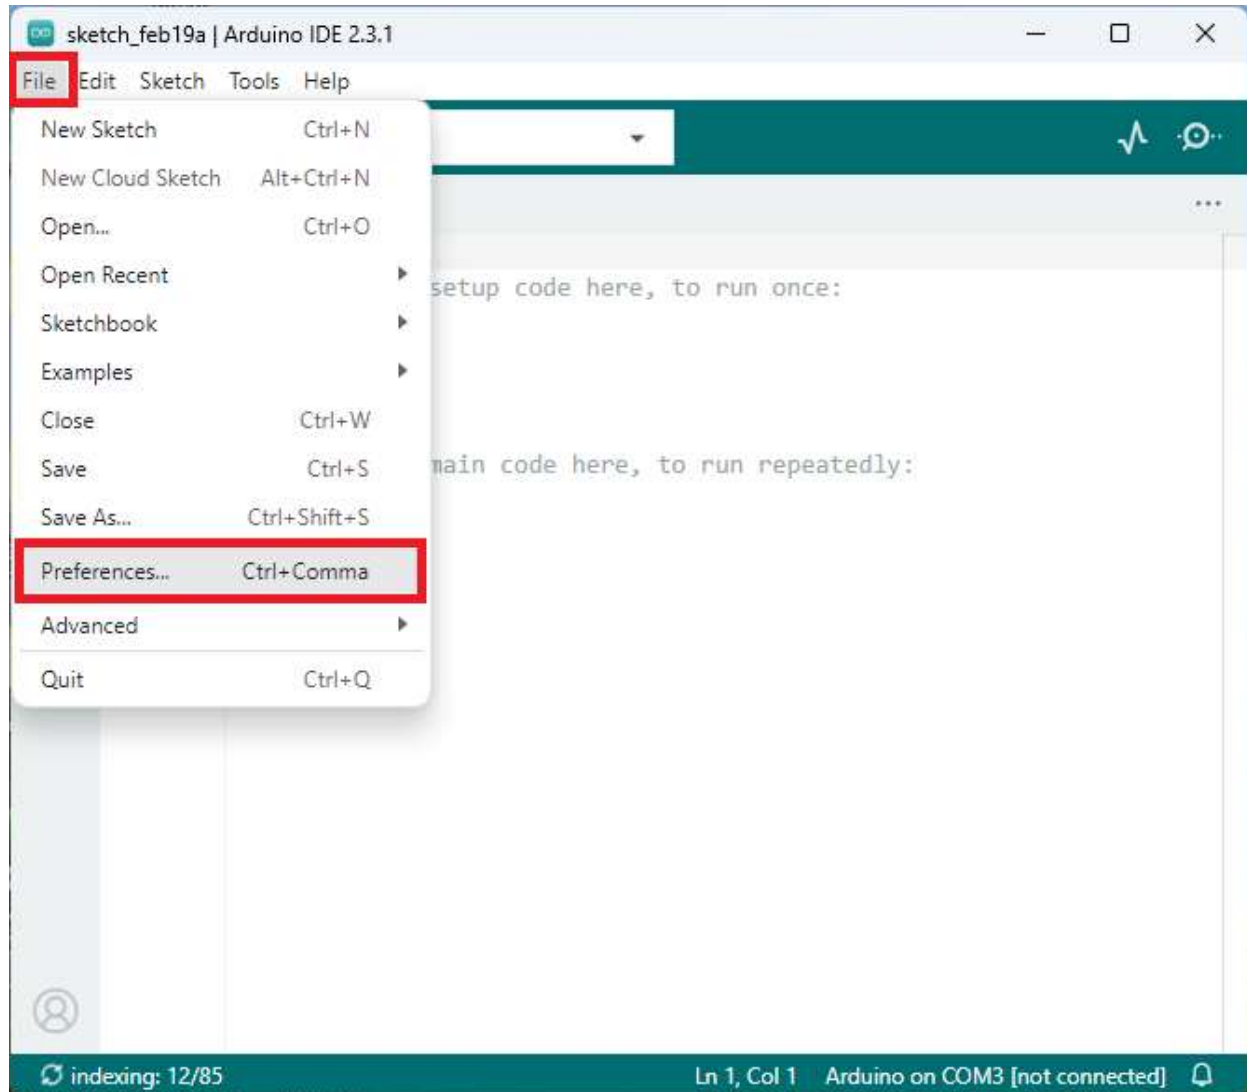 sketch_feb19a | Arduino IDE 2.3.1
File Edit Sketch Tools Help
New Sketch Ctrl+N
New Cloud Sketch Alt+Ctrl+N
Open... Ctrl+O
Open Recent
setup code here, to run once:
Sketchbook
Examples
Close Ctrl+W
Save Ctrl+S
main code here, to run repeatedly:
Save As... Ctrl+Shift+S
Preferences... Ctrl+Comma
Advanced
Quit Ctrl+Q
indexing: 12/85 Ln 1, Col 1 Arduino on COM3 [not connected]